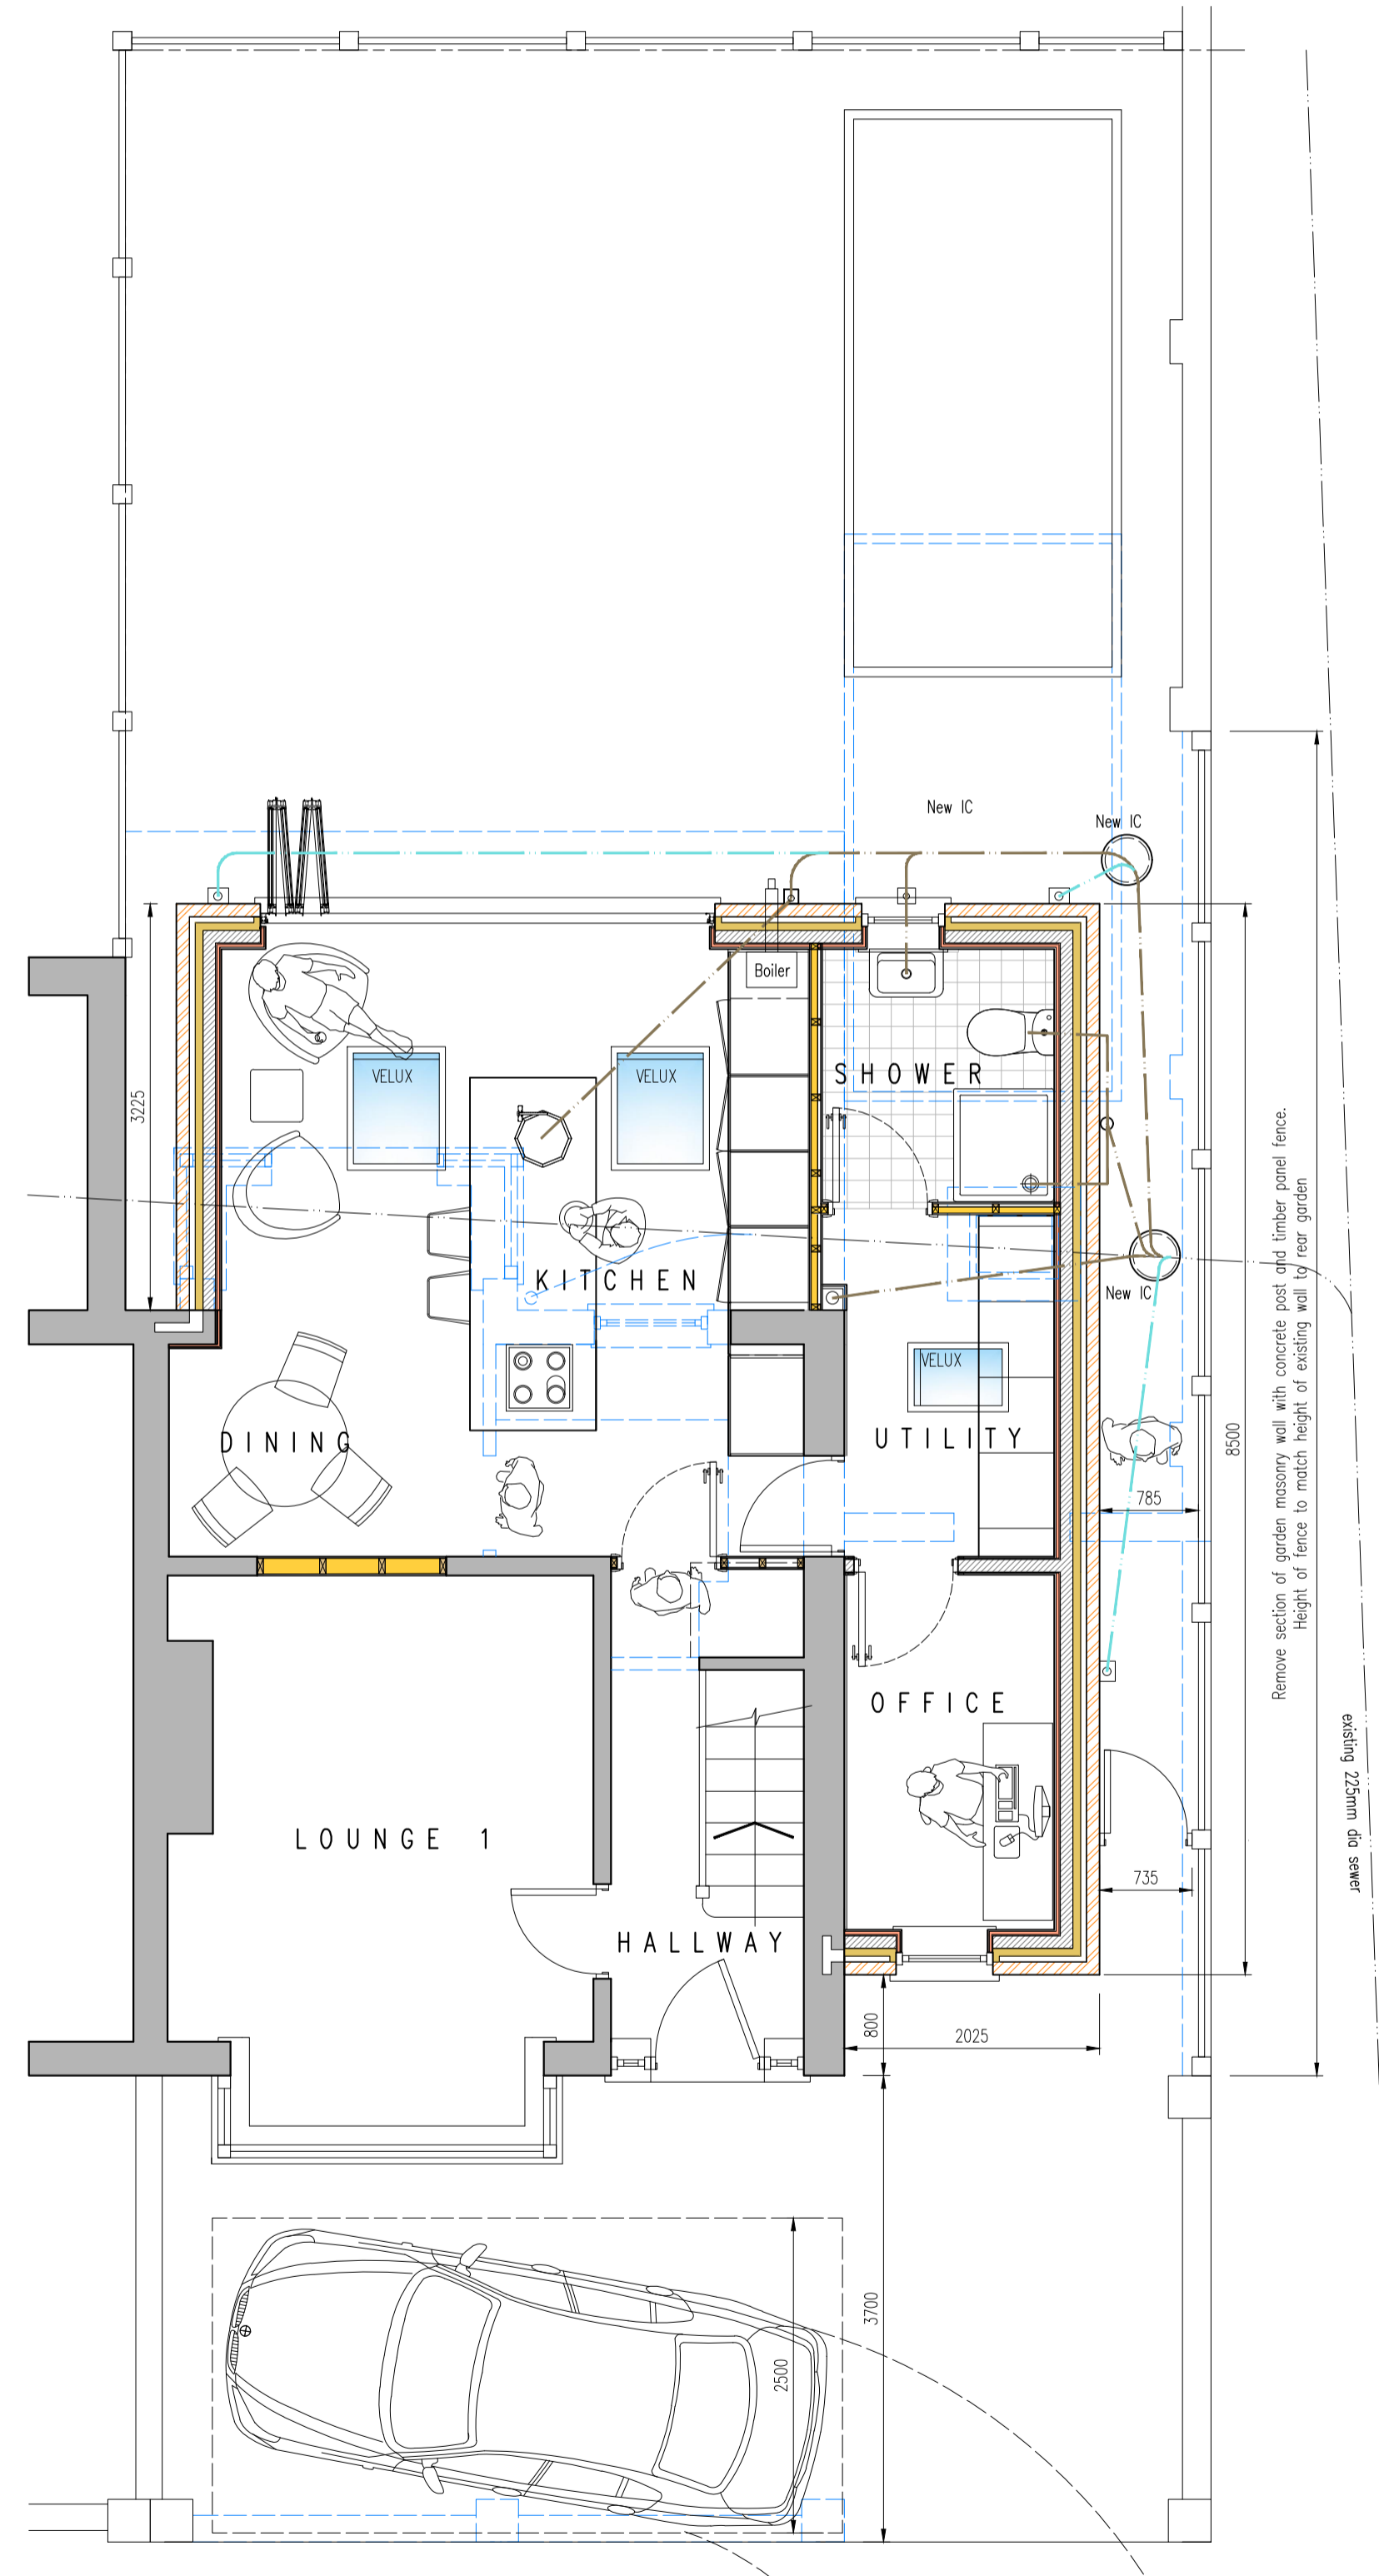 New IC
New IC
Boiler
VELUX
VELUX
SHOWER
3225
KITCHEN
New IC
VELUX
DINING
UTILITY
8500
785
Remove section of garden masonry wall with concrete post and timber panel fence.
Height of fence to match height of existing wall to rear garden
existing 225mm dia sewer
OFFICE
LOUNGE 1
735
HALLWAY
800
2025
3700
2500